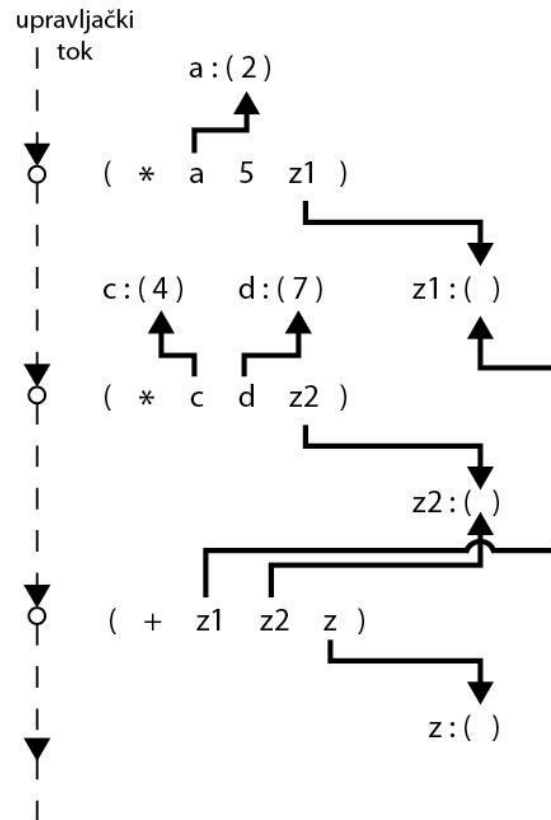 upravljački
tok
a:(2)
( * a 5 z1 )
c:(4) d:(7) z1:( )
( * c d z2 )
z2:( )
( + z1 z2 z )
z:( )